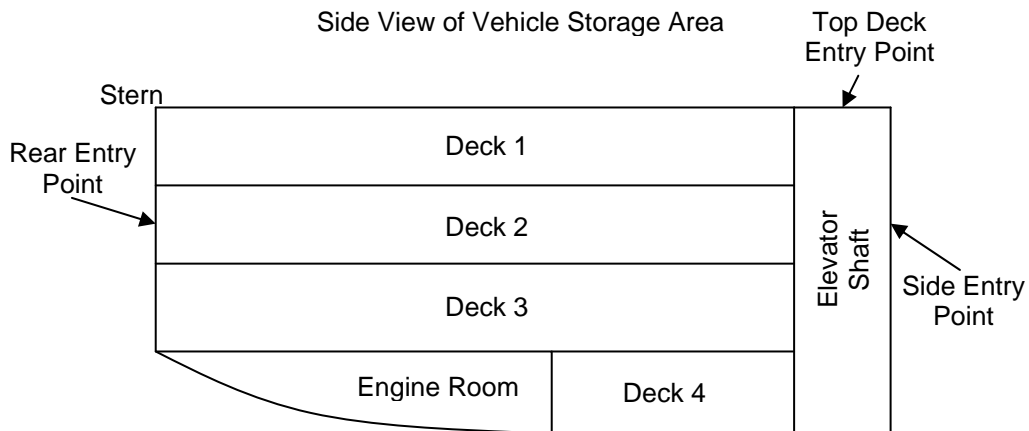 Side View of Vehicle Storage Area
Top Deck
Entry Point
Stern
Deck 1
Rear Entry
Point
Deck 2
Elevator
Shaft
Deck 3
Side Entry
Point
Engine Room
Deck 4